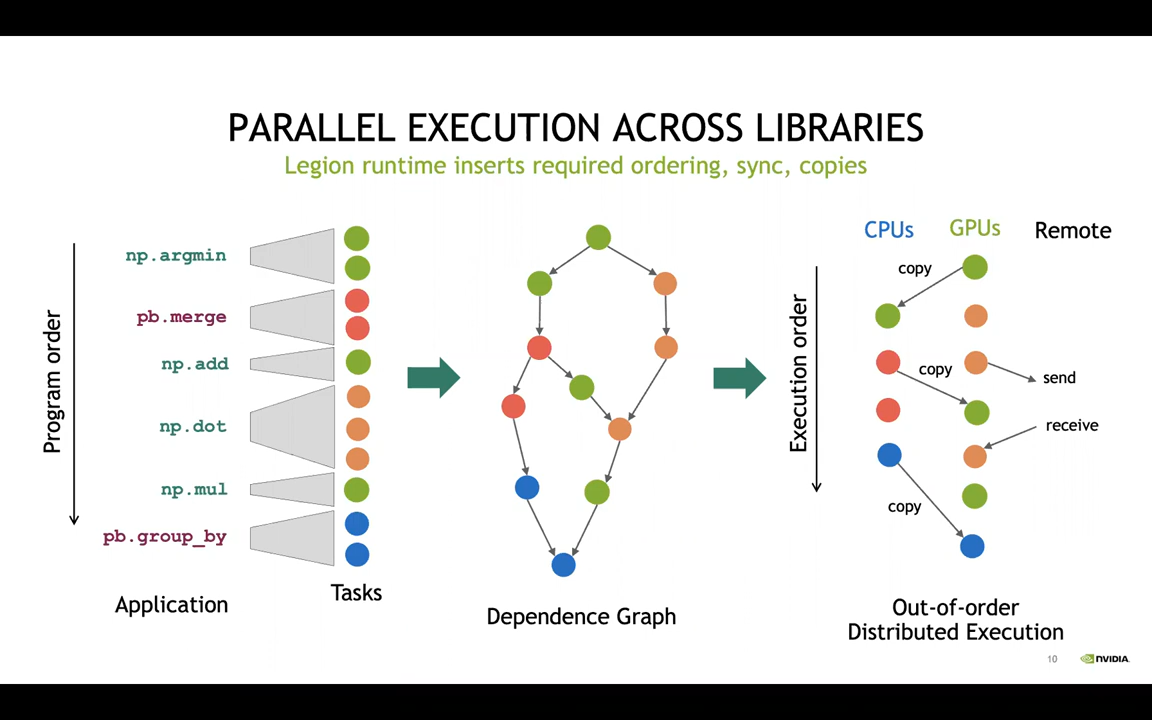 PARALLEL EXECUTION ACROSS LIBRARIES
Legion runtime inserts required ordering, sync, copies
Program order
np.argmin
pb.merge
np.add
np.dot
np.mul
pb.group_by
Application
Tasks
Dependence Graph
CPUs
GPUs
Remote
Execution order
copy
copy
send
receive
copy
Out-of-order
Distributed Execution
10
NVIDIA.